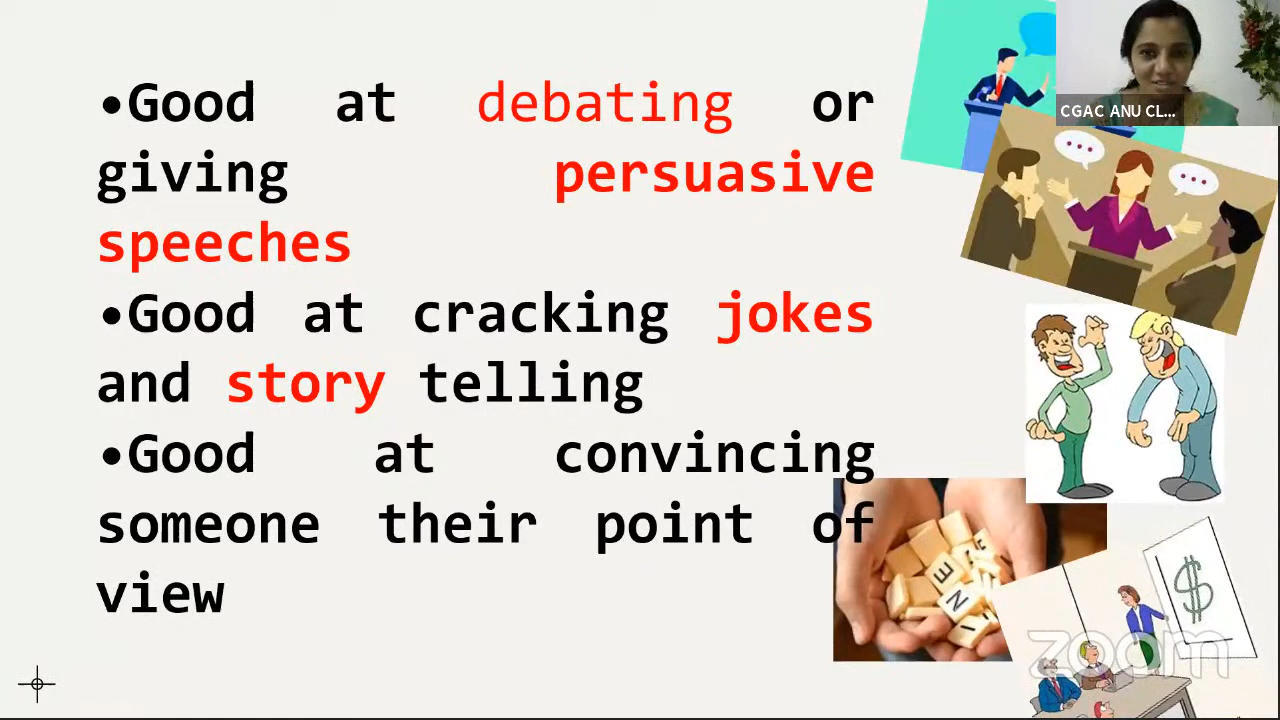 •Good at debating or
giving persuasive
speeches
•Good at cracking jokes
and story telling
•Good at convincing
someone their point of
view
CGAC ANU CL...
E
N
$
zoom